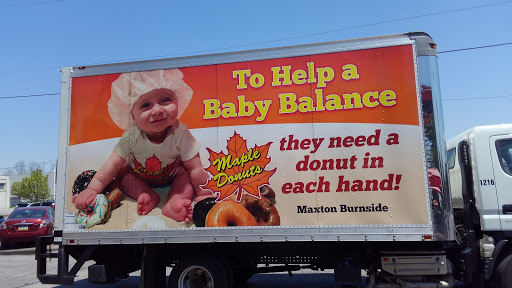 To Help a
Baby Balance
they need a
donut in
each hand!
Maxton Burnside
Maple
Donuts
1216